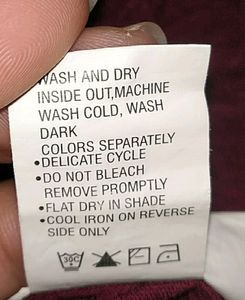 WASH AND DRY
INSIDE OUT,MACHINE
WASH COLD, WASH
DARK
COLORS SEPARATELY
•DELICATE CYCLE
•DO NOT BLEACH
REMOVE PROMPTLY
•FLAT DRY IN SHADE
•COOL IRON ON REVERSE
SIDE ONLY
30C